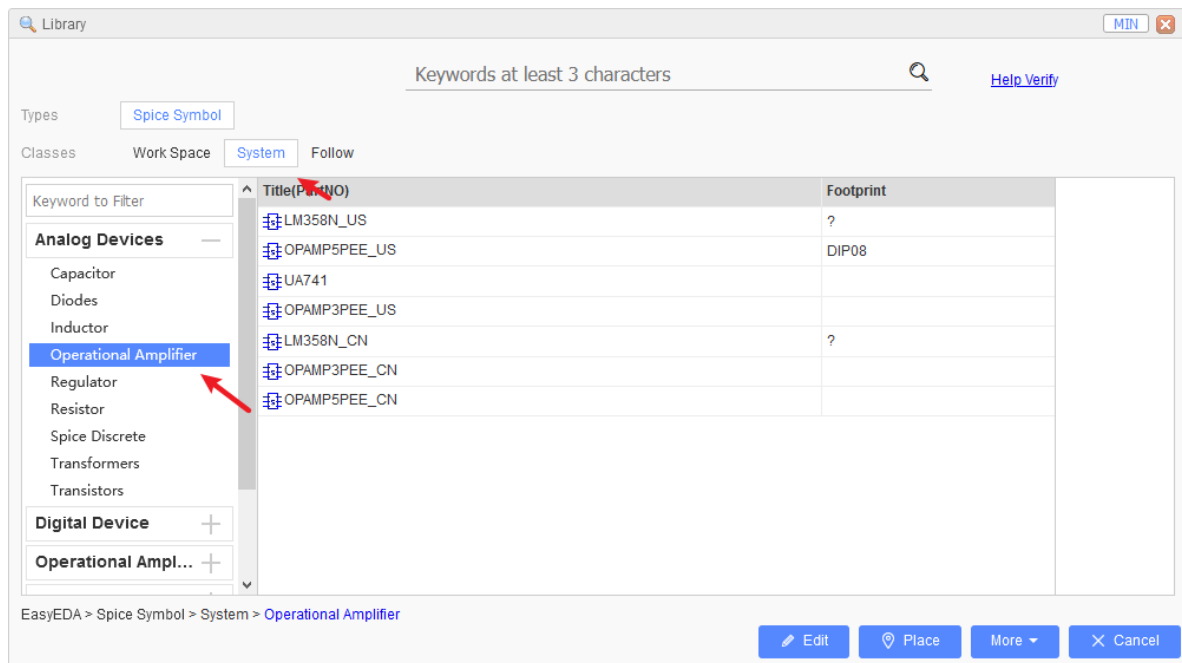 Library
MIN
Keywords at least 3 characters
Help Verify
Types
Spice Symbol
Classes
Work Space
System
Follow
Keyword to Filter
Analog Devices
Capacitor
Diodes
Inductor
Operational Amplifier
Regulator
Resistor
Spice Discrete
Transformers
Transistors
Digital Device
Operational Ampl...
Title(PartNO)
Footprint
LM358N_US
?
OPAMP5PEE_US
DIP08
UA741
OPAMP3PEE_US
LM358N_CN
?
OPAMP3PEE_CN
OPAMP5PEE_CN
EasyEDA > Spice Symbol > System > Operational Amplifier
Edit
Place
More
Cancel